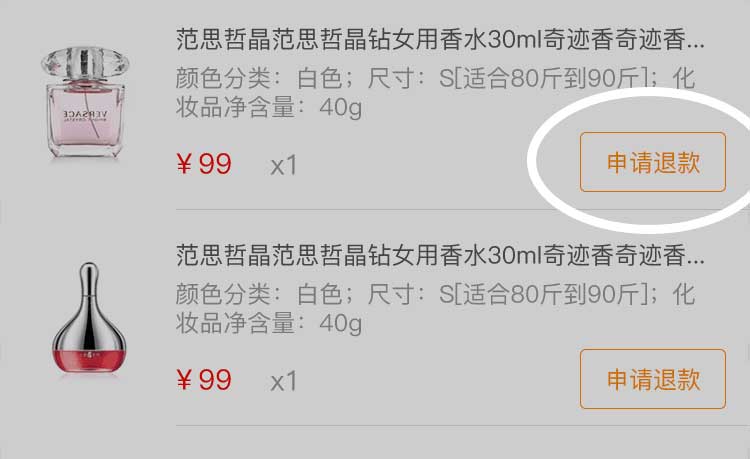 范思哲晶范思哲晶钻女用香水30ml奇迹香奇迹香...
颜色分类：白色；尺寸：S[适合80斤到90斤]；化
妆品净含量：40g
VERSACE
BRIGHT CRYSTAL
¥99 x1
申请退款
范思哲晶范思哲晶钻女用香水30ml奇迹香奇迹香...
颜色分类：白色；尺寸：S[适合80斤到90斤]；化
妆品净含量：40g
¥99 x1
申请退款